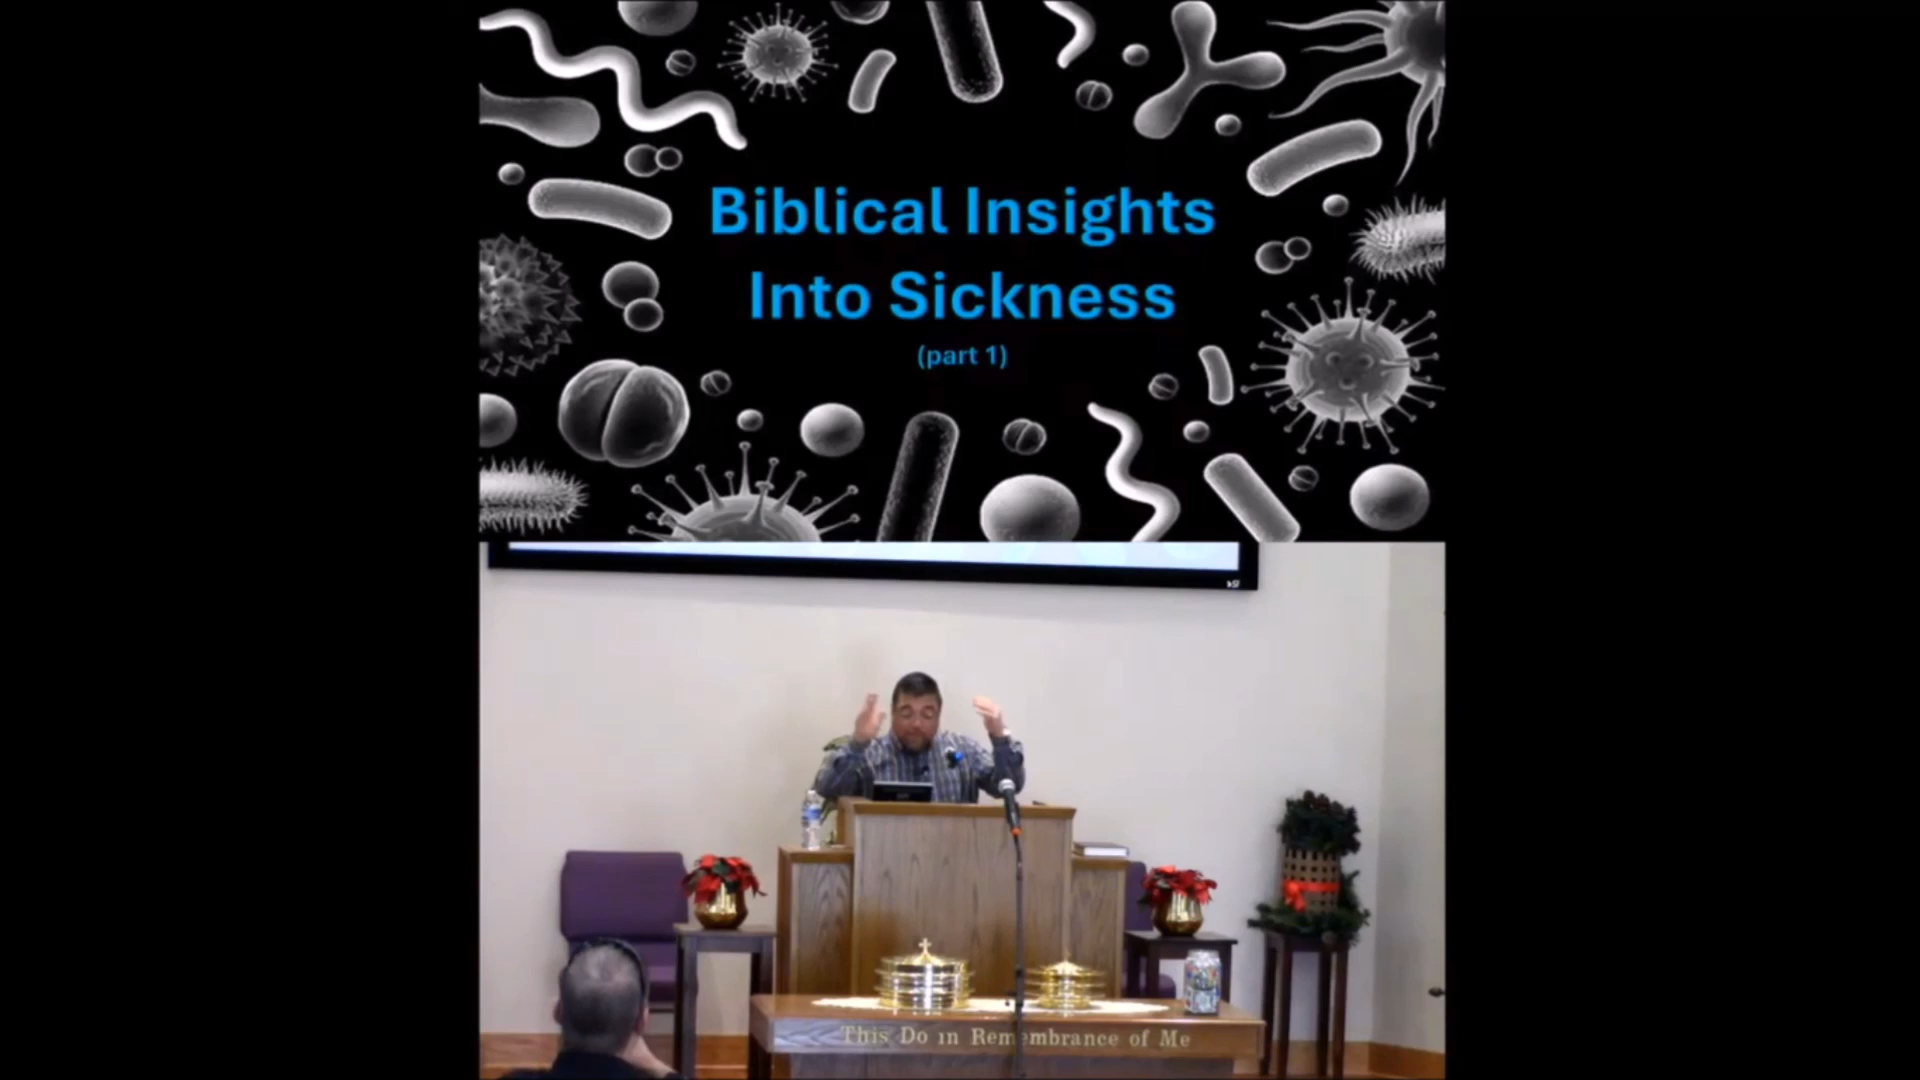 Biblical Insights
Into Sickness
(part 1)
This Do in Remembrance of Me